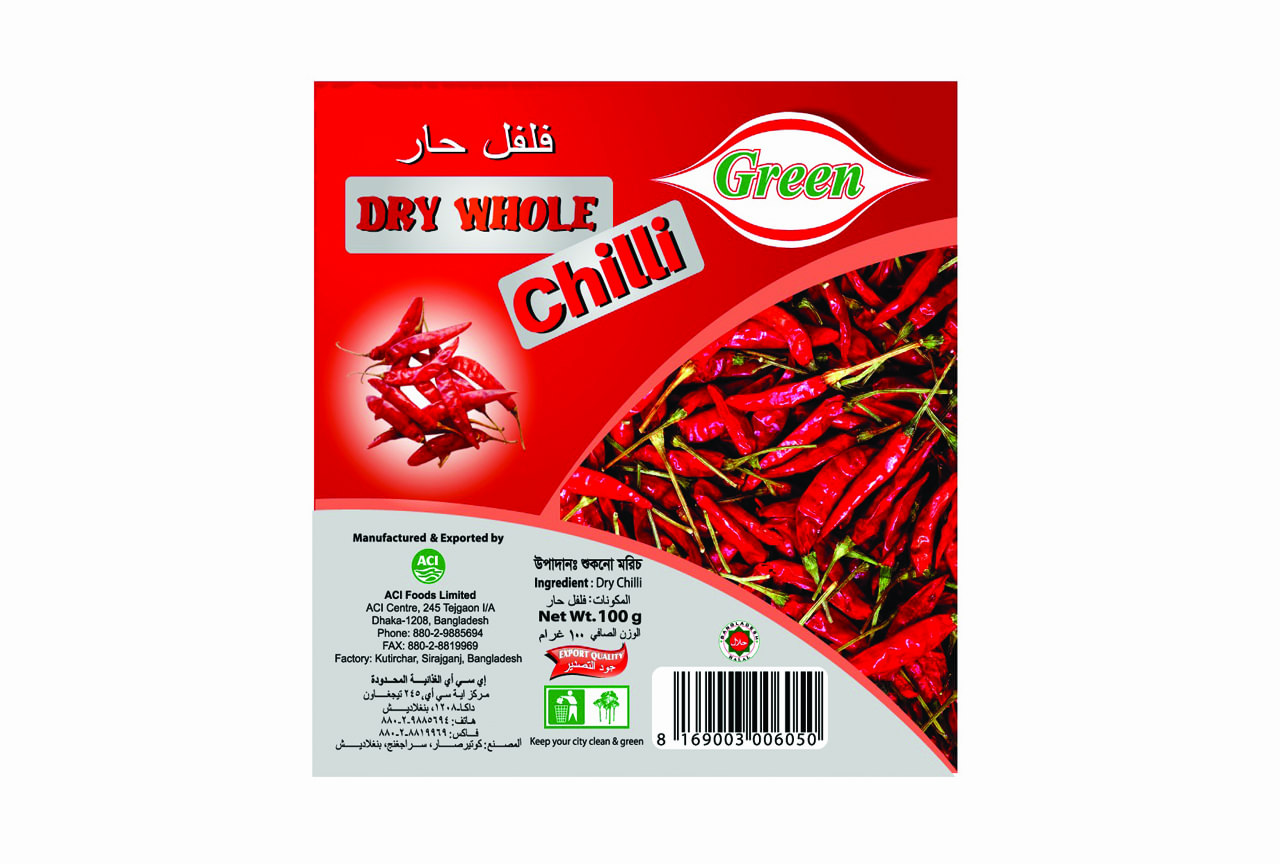 فلفل حار
Green
DRY WHOLE
Chilli
Manufactured & Exported by
ACI
ACI Foods Limited
ACI Centre, 245 Tejgaon I/A
Dhaka-1208, Bangladesh
Phone: 880-2-9885694
FAX: 880-2-8819969
Factory: Kutirchar, Sirajganj, Bangladesh
إي سي أي الغذائية المحدودة
مركز اية سي أي، ٢٤٥ تيجغاون
داكا-١٢٠٨، بنغلاديش
هاتف: ٩٨٨٥٦٩٤-٢-٨٨٠
فاكس: ٨٨١٩٩٦٩-٢-٨٨٠
المصنع: كوتيرصار، سراجغنج، بنغلاديش
উপাদানঃ শুকনো মরিচ
Ingredient : Dry Chilli
المكونات: فلفل حار
Net Wt. 100 g
الوزن الصافي ١٠٠ غرام
EXPORT QUALITY
جود التصدير
Keep your city clean & green
BANGLADESH
حلال
HALAL
8 169003 006050